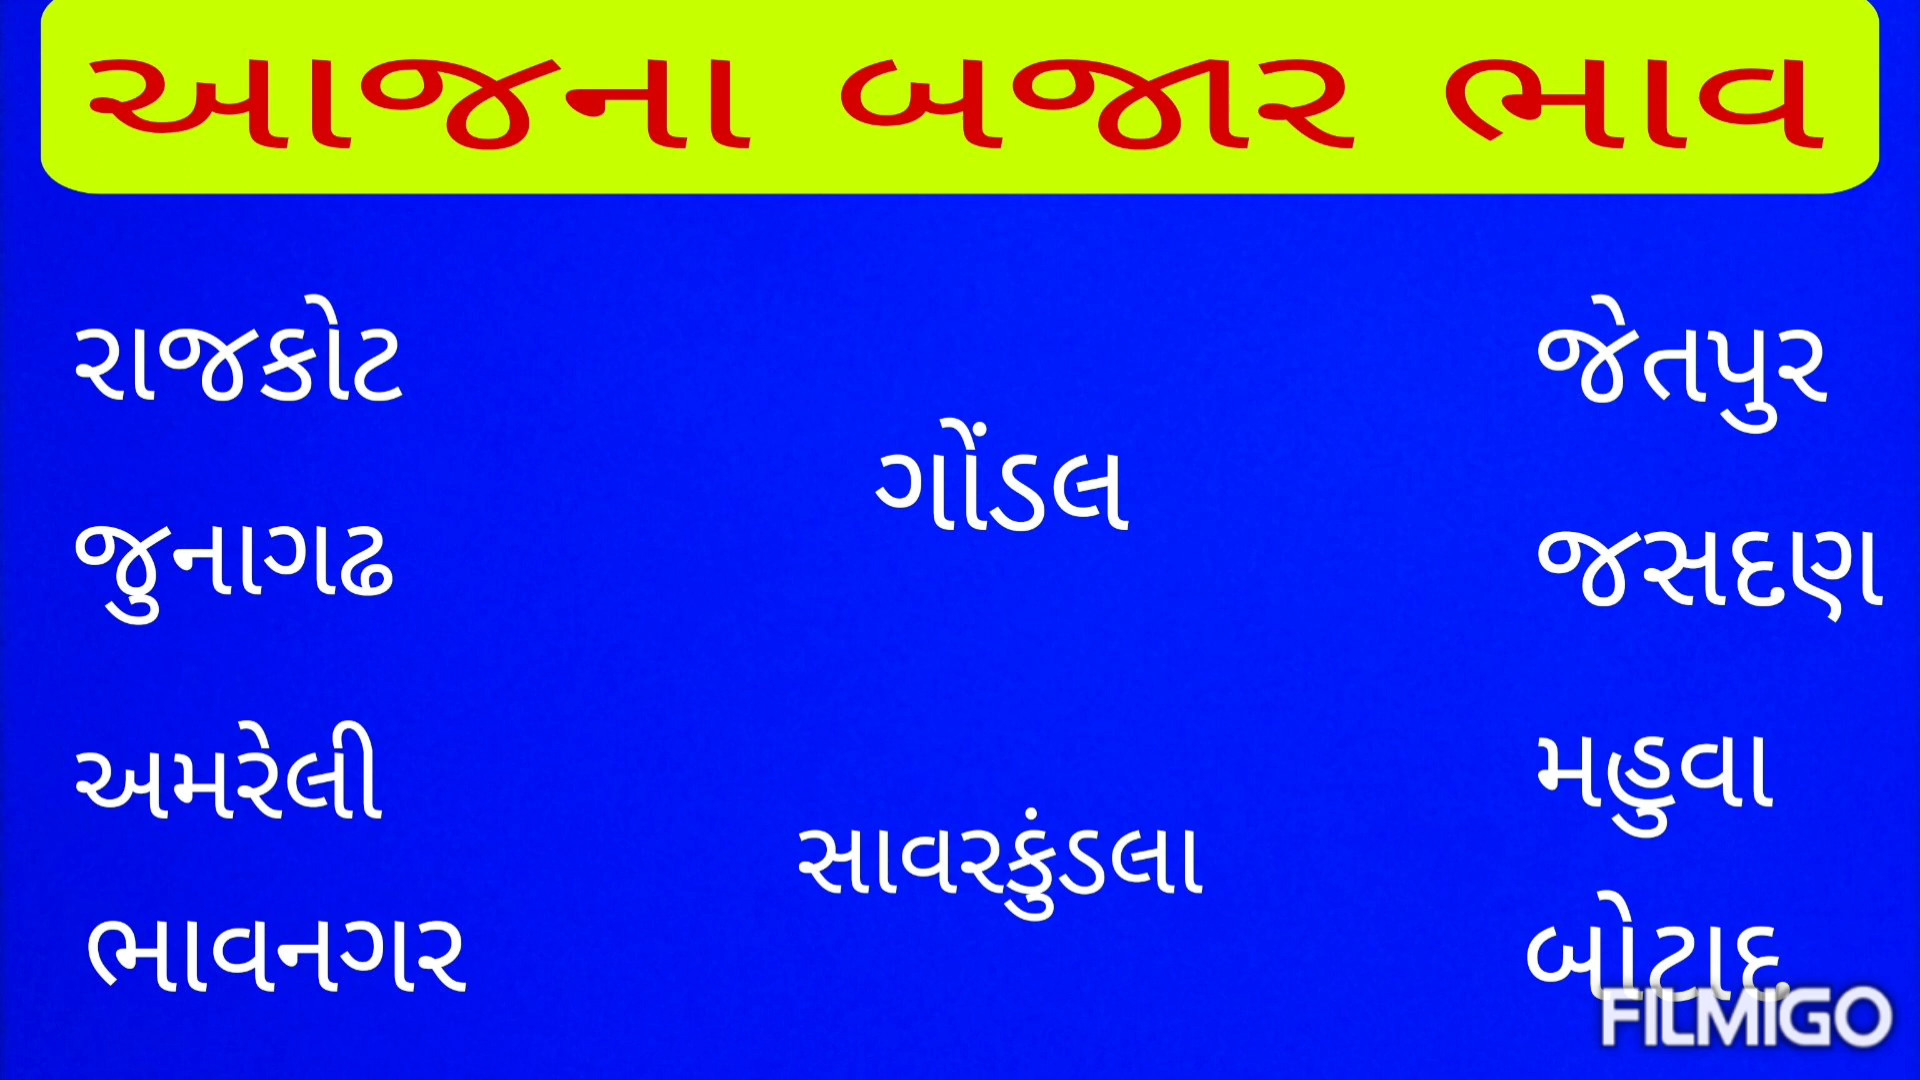 આજના બજાર ભાવ
રાજકોટ
જુનાગઢ
અમરેલી
ભાવનગર
ગોંડલ
સાવરકુંડલા
જેતપુર
જસદણ
મહુવા
બોટાદ
FILMIGO